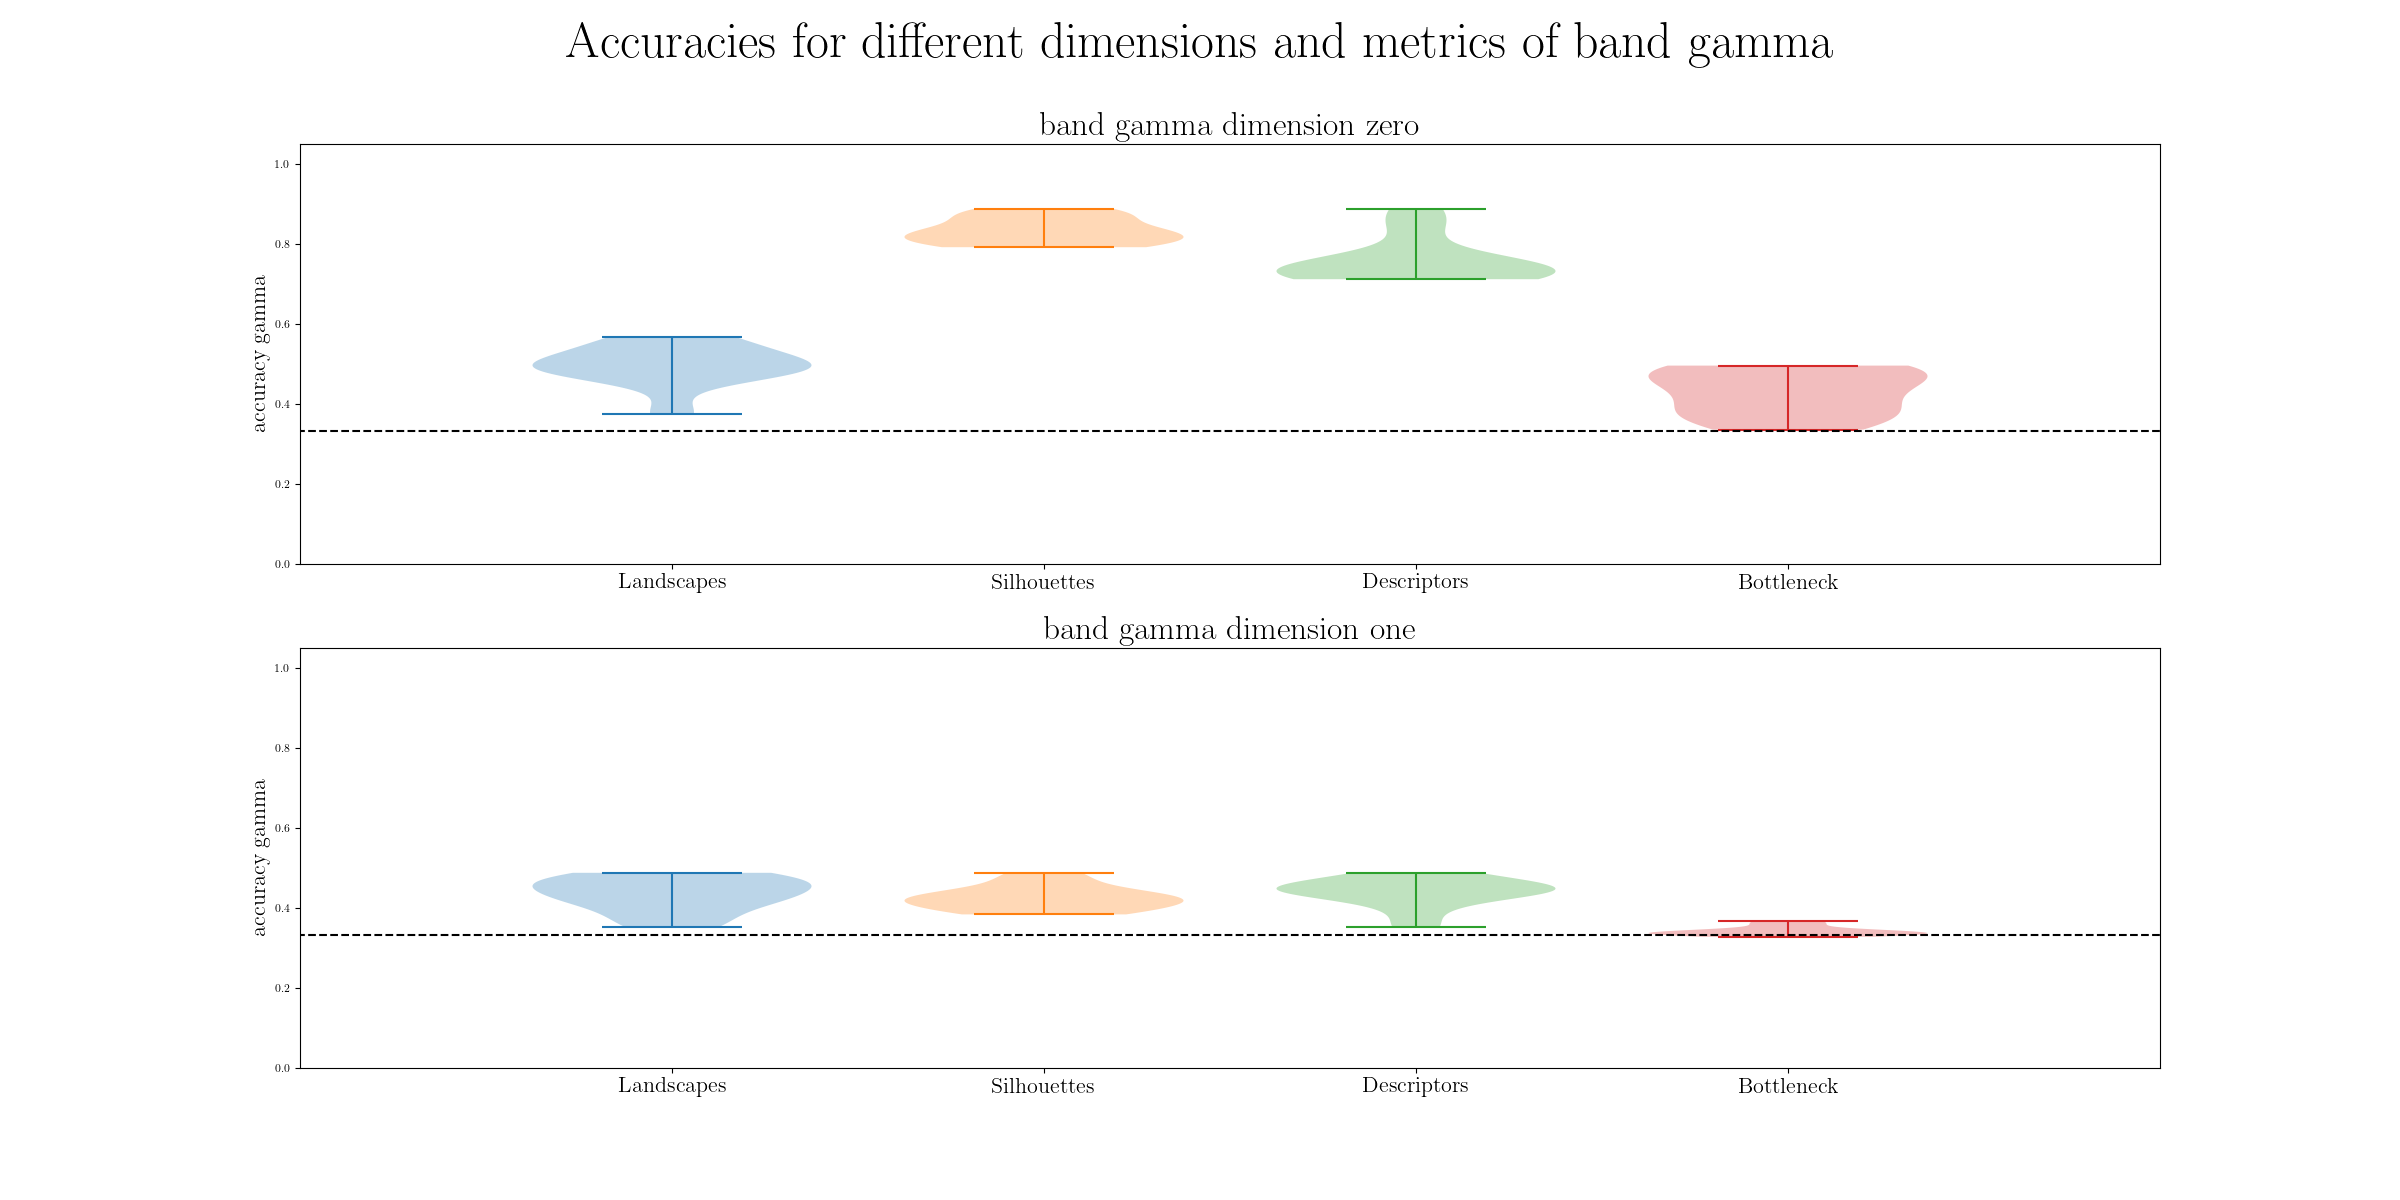 Accuracies for different dimensions and metrics of band gamma
band gamma dimension zero
accuracy gamma
1.0
0.8
0.6
0.4
0.2
0.0
Landscapes Silhouettes Descriptors Bottleneck
band gamma dimension one
accuracy gamma
1.0
0.8
0.6
0.4
0.2
0.0
Landscapes Silhouettes Descriptors Bottleneck